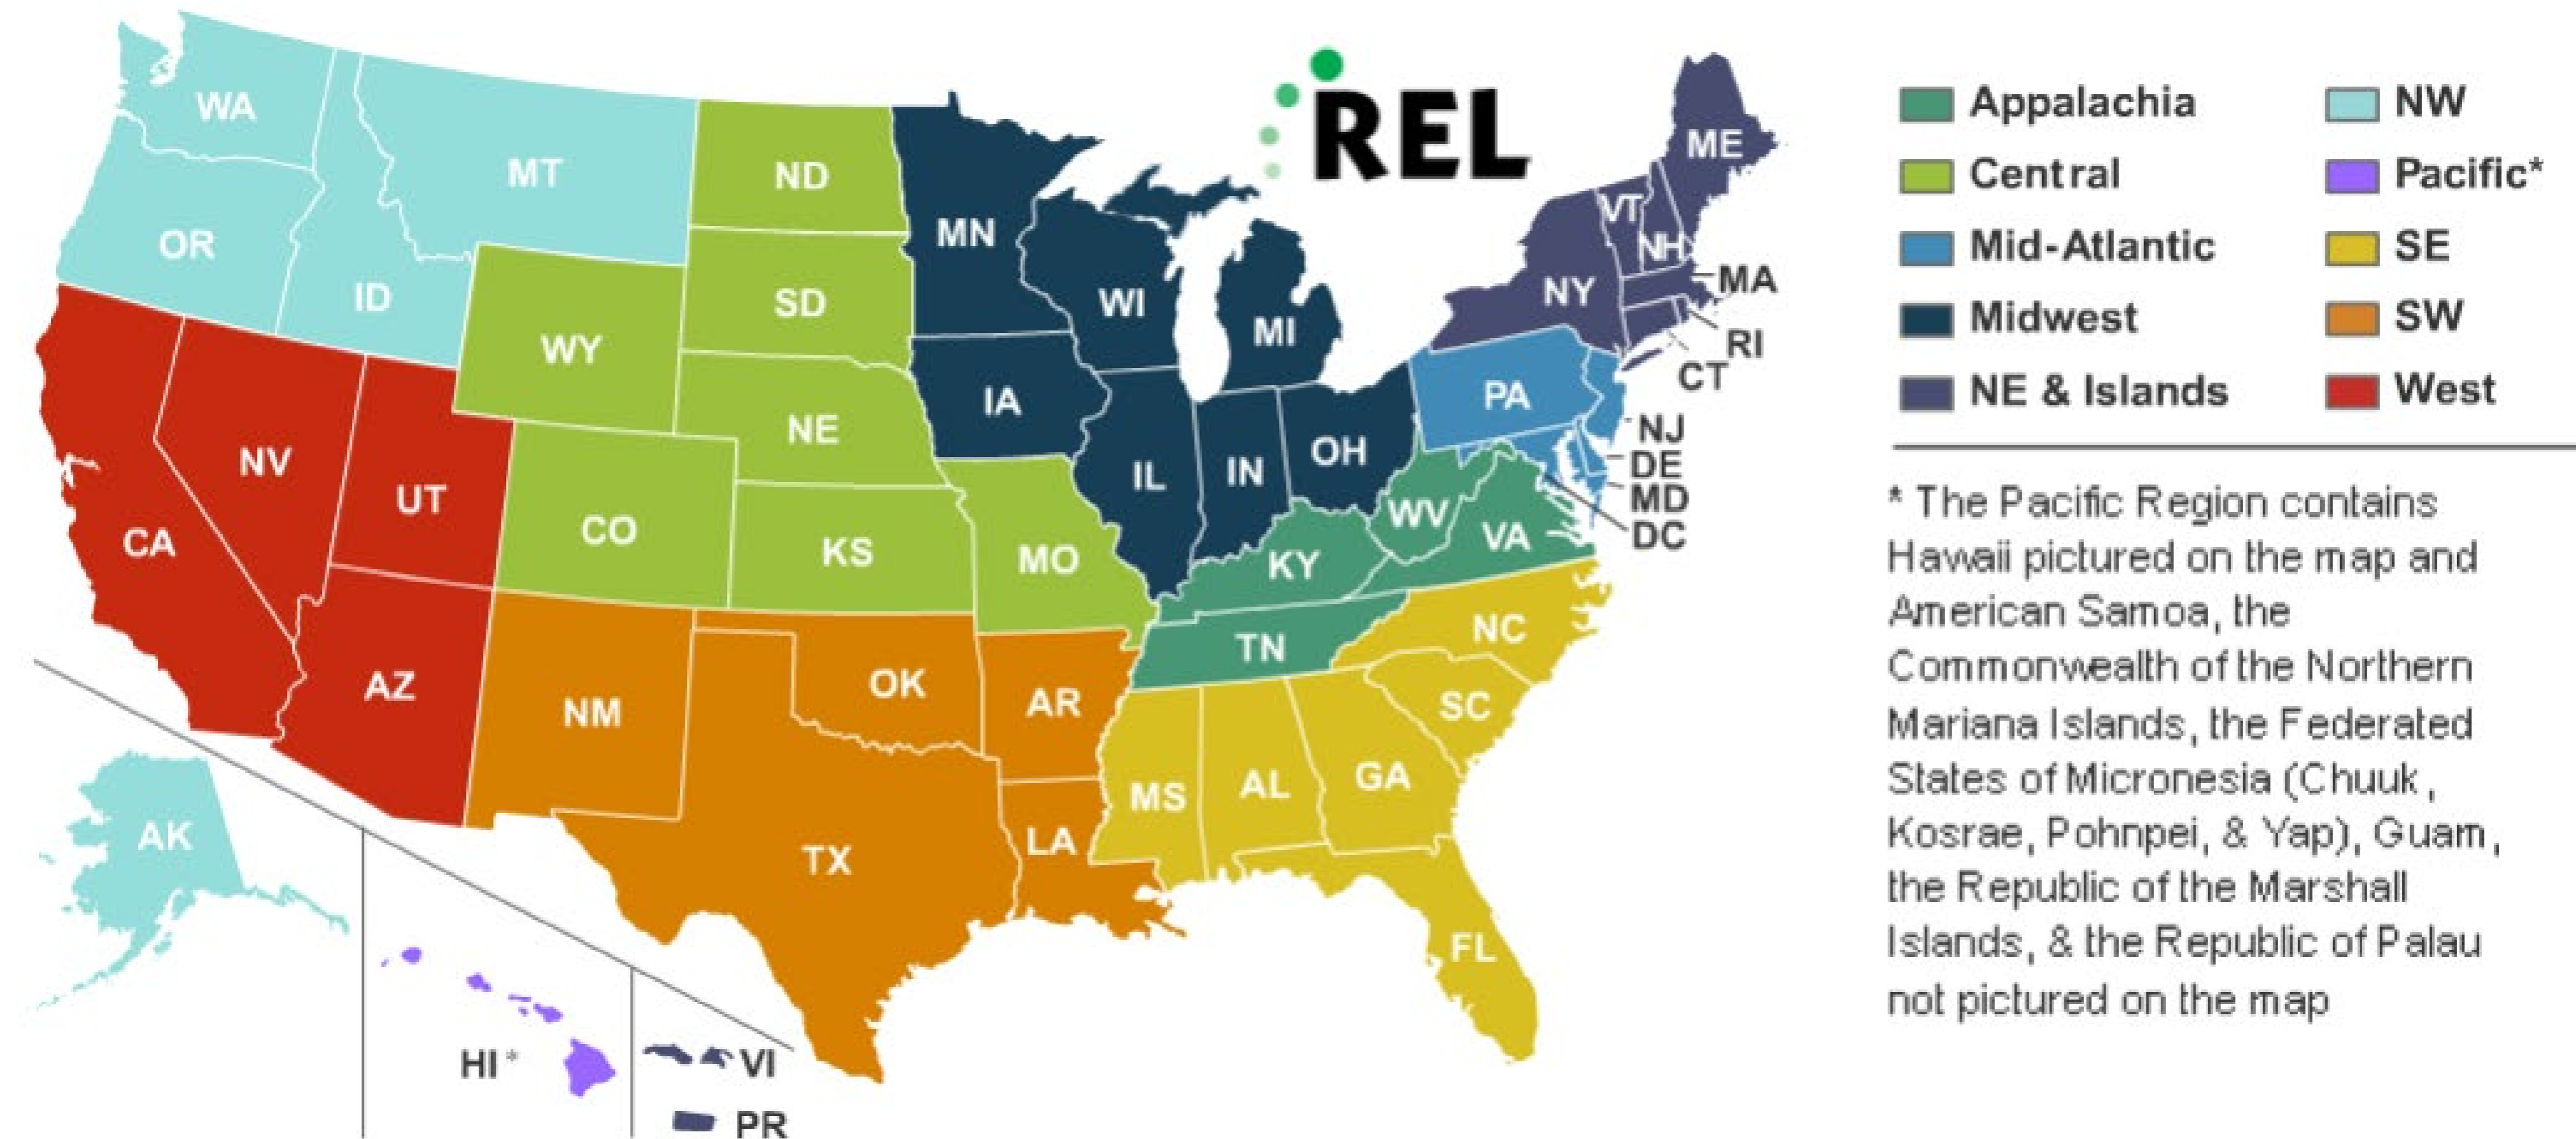 REL
WA
MT
ND
MN
ME
OR
ID
SD
WI
MI
VT
NH
NY
MA
RI
CT
WY
NE
IA
PA
NJ
DE
MD
DC
NV
UT
CA
CO
KS
MO
IL
IN
OH
WV
VA
KY
TN
NC
AZ
NM
OK
AR
SC
MS
AL
GA
TX
LA
FL
AK
HI*
VI
PR
Appalachia
Central
Mid-Atlantic
Midwest
NE & Islands
NW
Pacific*
SE
SW
West
* The Pacific Region contains
Hawaii pictured on the map and
American Samoa, the
Commonwealth of the Northern
Mariana Islands, the Federated
States of Micronesia (Chuuk,
Kosrae, Pohnpei, & Yap), Guam,
the Republic of the Marshall
Islands, & the Republic of Palau
not pictured on the map